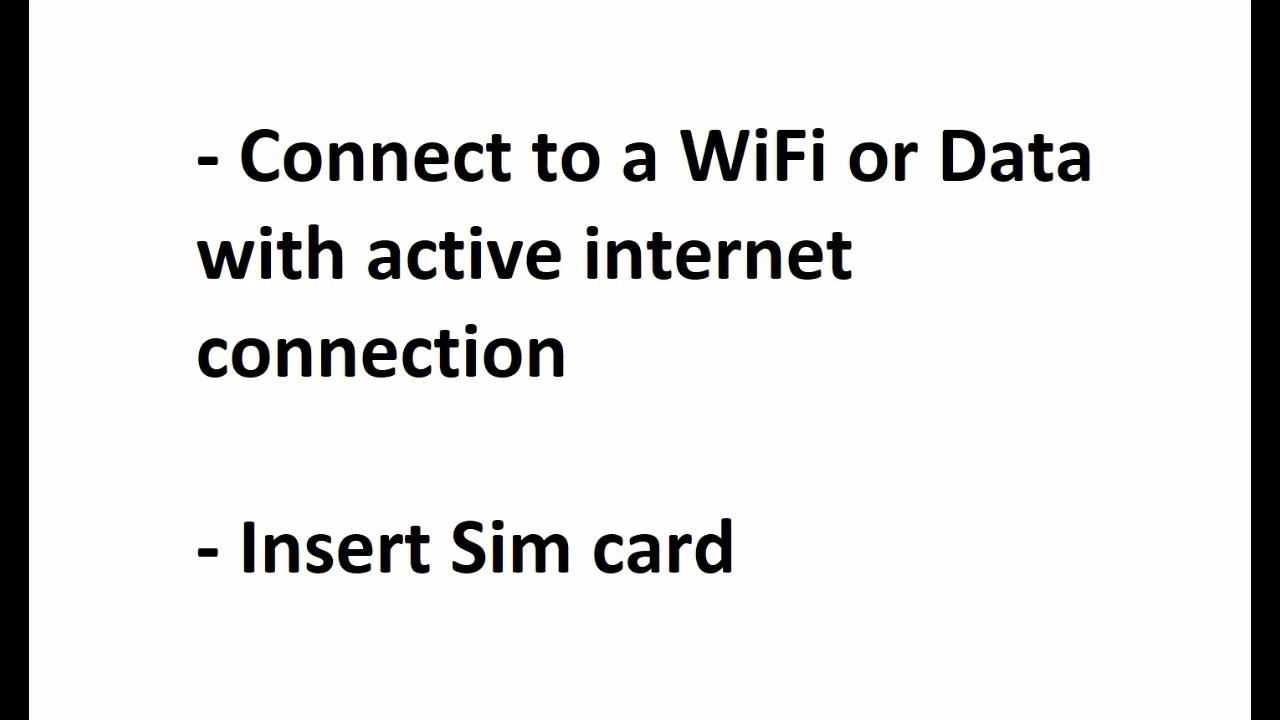 - Connect to a WiFi or Data
with active internet
connection
- Insert Sim card